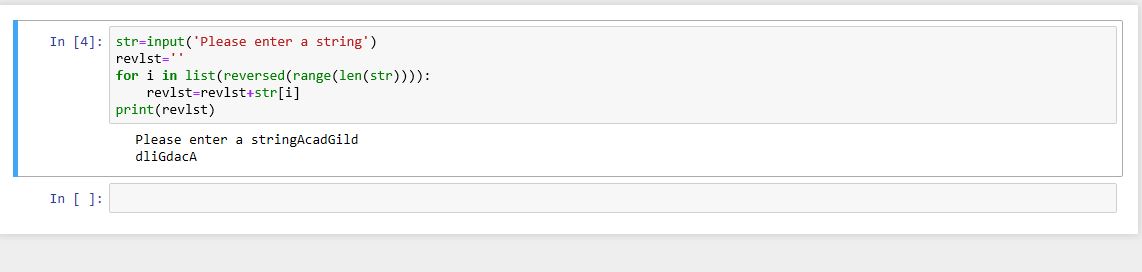 In [4]: str=input('Please enter a string')
revlst=''
for i in list(reversed(range(len(str)))):
    revlst=revlst+str[i]
print(revlst)
Please enter a stringAcadGild
dliGdacA
In [ ]: